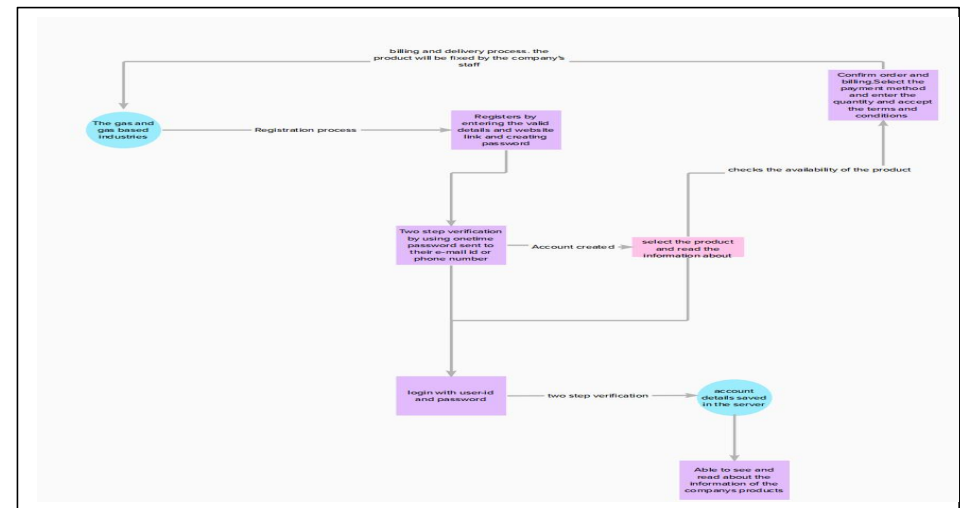 billing and delivery process. the
product will be fixed by the company's
staff
Confirm order and
billing.Select the
payment method
and enter the
quantity and accept
the terms and
conditions
The gas and
gas based
industries
Registration process
Registers by
entering the valid
details and website
link and creating
password
checks the availability of the product
Two step verification
by using onetime
password sent to
their e-mail id or
phone number
Account created
select the product
and read the
information about
login with user-id
and password
two step verification
account
details saved
in the server
Able to see and
read about the
information of the
companys products